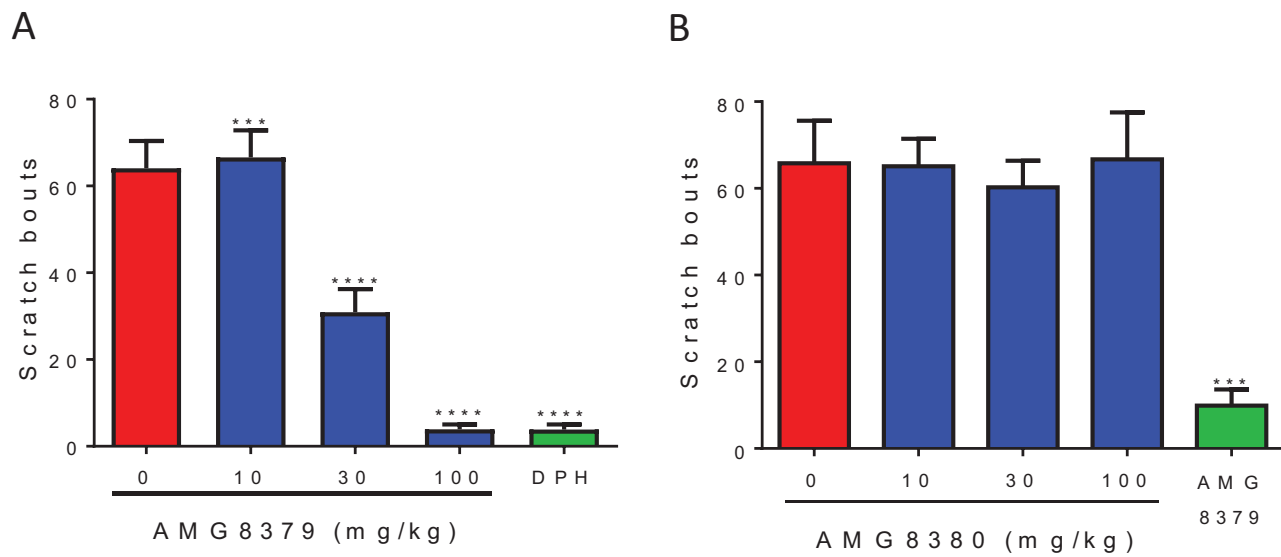 A
Scratch bouts
80
60
40
20
0
***
****
****
****
0 10 30 100 DPH
AMG8379 (mg/kg)
B
Scratch bouts
80
60
40
20
0
***
0 10 30 100 AMG
8379
AMG8380 (mg/kg)